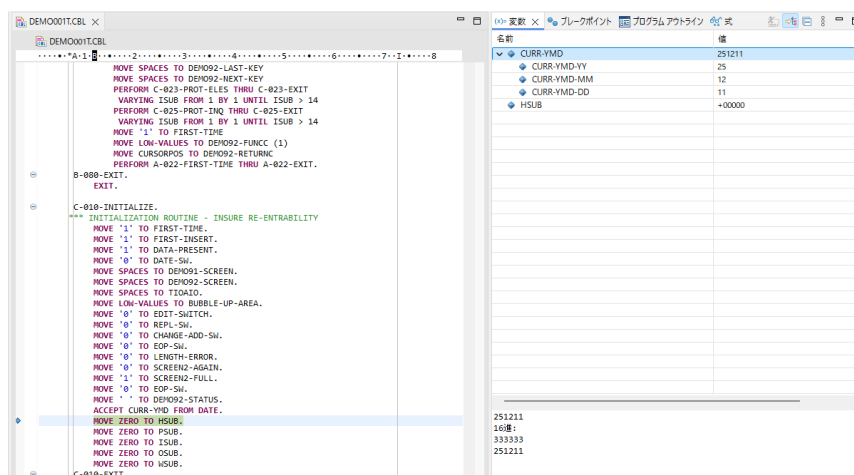 DEMO001T.CBL
DEMO001T.CBL
····•·*A·1·B··•····2····•····3····•····4····•····5····•····6····•····7··I·•····8
MOVE SPACES TO DEMO92-LAST-KEY
MOVE SPACES TO DEMO92-NEXT-KEY
PERFORM C-023-PROT-ELES THRU C-023-EXIT
VARYING ISUB FROM 1 BY 1 UNTIL ISUB > 14
PERFORM C-025-PROT-INQ THRU C-025-EXIT
VARYING ISUB FROM 1 BY 1 UNTIL ISUB > 14
MOVE '1' TO FIRST-TIME
MOVE LOW-VALUES TO DEMO92-FUNCC (1)
MOVE CURSORPOS TO DEMO92-RETURNC
PERFORM A-022-FIRST-TIME THRU A-022-EXIT.
B-080-EXIT.
EXIT.
C-010-INITIALIZE.
*** INITIALIZATION ROUTINE - INSURE RE-ENTRABILITY
MOVE '1' TO FIRST-TIME.
MOVE '1' TO FIRST-INSERT.
MOVE '1' TO DATA-PRESENT.
MOVE '0' TO DATE-SW.
MOVE SPACES TO DEMO91-SCREEN.
MOVE SPACES TO DEMO92-SCREEN.
MOVE SPACES TO TIOAIO.
MOVE LOW-VALUES TO BUBBLE-UP-AREA.
MOVE '0' TO EDIT-SWITCH.
MOVE '0' TO REPL-SW.
MOVE '0' TO CHANGE-ADD-SW.
MOVE '0' TO EOP-SW.
MOVE '0' TO LENGTH-ERROR.
MOVE '0' TO SCREEN2-AGAIN.
MOVE '1' TO SCREEN2-FULL.
MOVE '0' TO EOP-SW.
MOVE ' ' TO DEMO92-STATUS.
ACCEPT CURR-YMD FROM DATE.
MOVE ZERO TO HSUB.
MOVE ZERO TO PSUB.
MOVE ZERO TO ISUB.
MOVE ZERO TO OSUB.
MOVE ZERO TO WSUB.
C-010-EXIT
(x)= 変数 ブレークポイント プログラム アウトライン 式
名前 値
CURR-YMD 251211
CURR-YMD-YY 25
CURR-YMD-MM 12
CURR-YMD-DD 11
HSUB +00000
251211
16進:
333333
251211